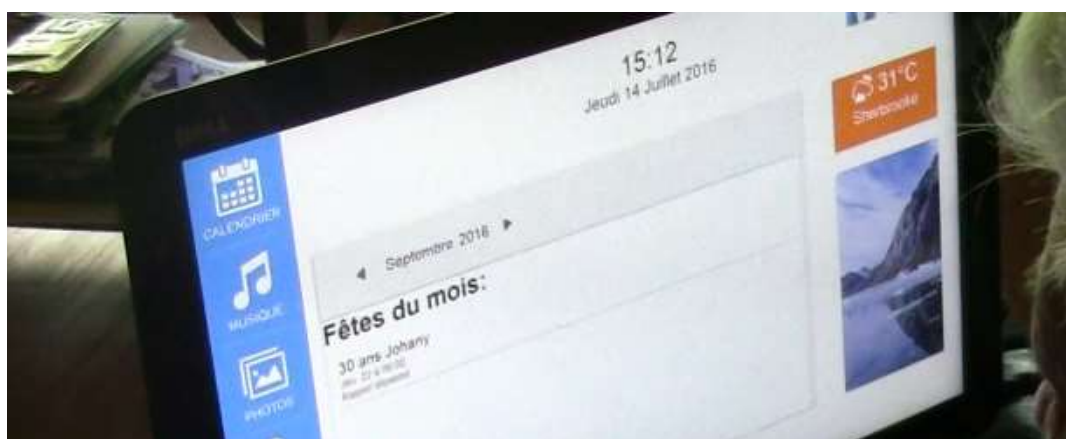 15:12
Jeudi 14 Juillet 2016
31°C
Sherbrooke
CALENDRIER
Septembre 2016
Fêtes du mois:
MUSIQUE
30 ans Johany
PHOTOS